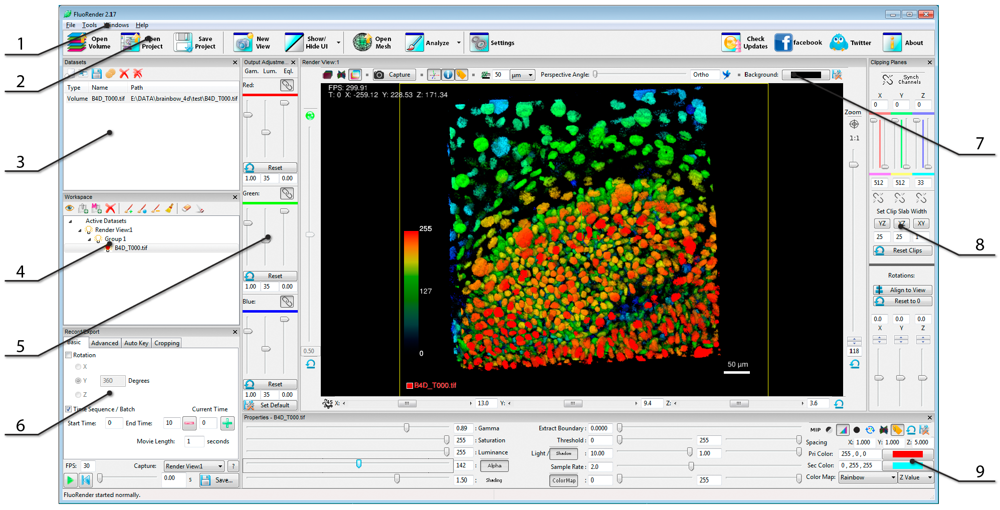 FluoRender 2.17
File Tools Windows Help
Open Volume
Open Project
Save Project
New View
Show/ Hide UI
Open Mesh
Analyze
Settings
Check Updates
facebook
Twitter
About
1
2
3
4
5
6
7
8
9
Datasets
Type Name Path
Volume B4D_T000.tif E:\DATA\brainbow_4d\test\B4D_T000.tif
Workspace
Active Datasets
Render View:1
Group 1
B4D_T000.tif
Record/Export
Basic Advanced Auto Key Cropping
Rotation
X
Y 360 Degrees
Z
Time Sequence / Batch Current Time
Start Time: 0 End Time: 10 0
Movie Length: 1 seconds
FPS: 30 Capture: Render View:1 ?
0.00 s Save...
FluoRender started normally.
Output Adjustme...
Gam. Lum. Eql.
Red:
Reset
1.00 35 0.00
Green:
Reset
1.00 35 0.00
Blue:
Reset
1.00 35 0.00
Set Default
Render View:1
Capture 50 µm Perspective Angle: Ortho Background:
FPS: 299.91
T: 0 X: -259.12 Y: 228.53 Z: 171.34
0.50
255
127
0
50 µm
B4D_T000.tif
Zoom
1:1
118
45 X: 13.0 Y: 9.4 Z: 3.6
Clipping Planes
Synch Channels
X Y Z
0 0 0
512 512 33
Set Clip Slab Width
YZ XZ XY
25 25 1
Reset Clips
Rotations:
Align to View
Reset to 0
0.0 0.0 0.0
X Y Z
Properties - B4D_T000.tif
0.89 : Gamma
255 : Saturation
255 : Luminance
142 : Alpha
1.50 : Shading
Extract Boundary : 0.0000
Threshold : 0 255
Light / Shadow : 10.00 1.00
Sample Rate : 2.0
ColorMap : 0 255
MIP
Spacing X: 1.000 Y: 1.000 Z: 5.000
Pri Color: 255 , 0 , 0
Sec Color: 0 , 255 , 255
Color Map: Rainbow Z Value